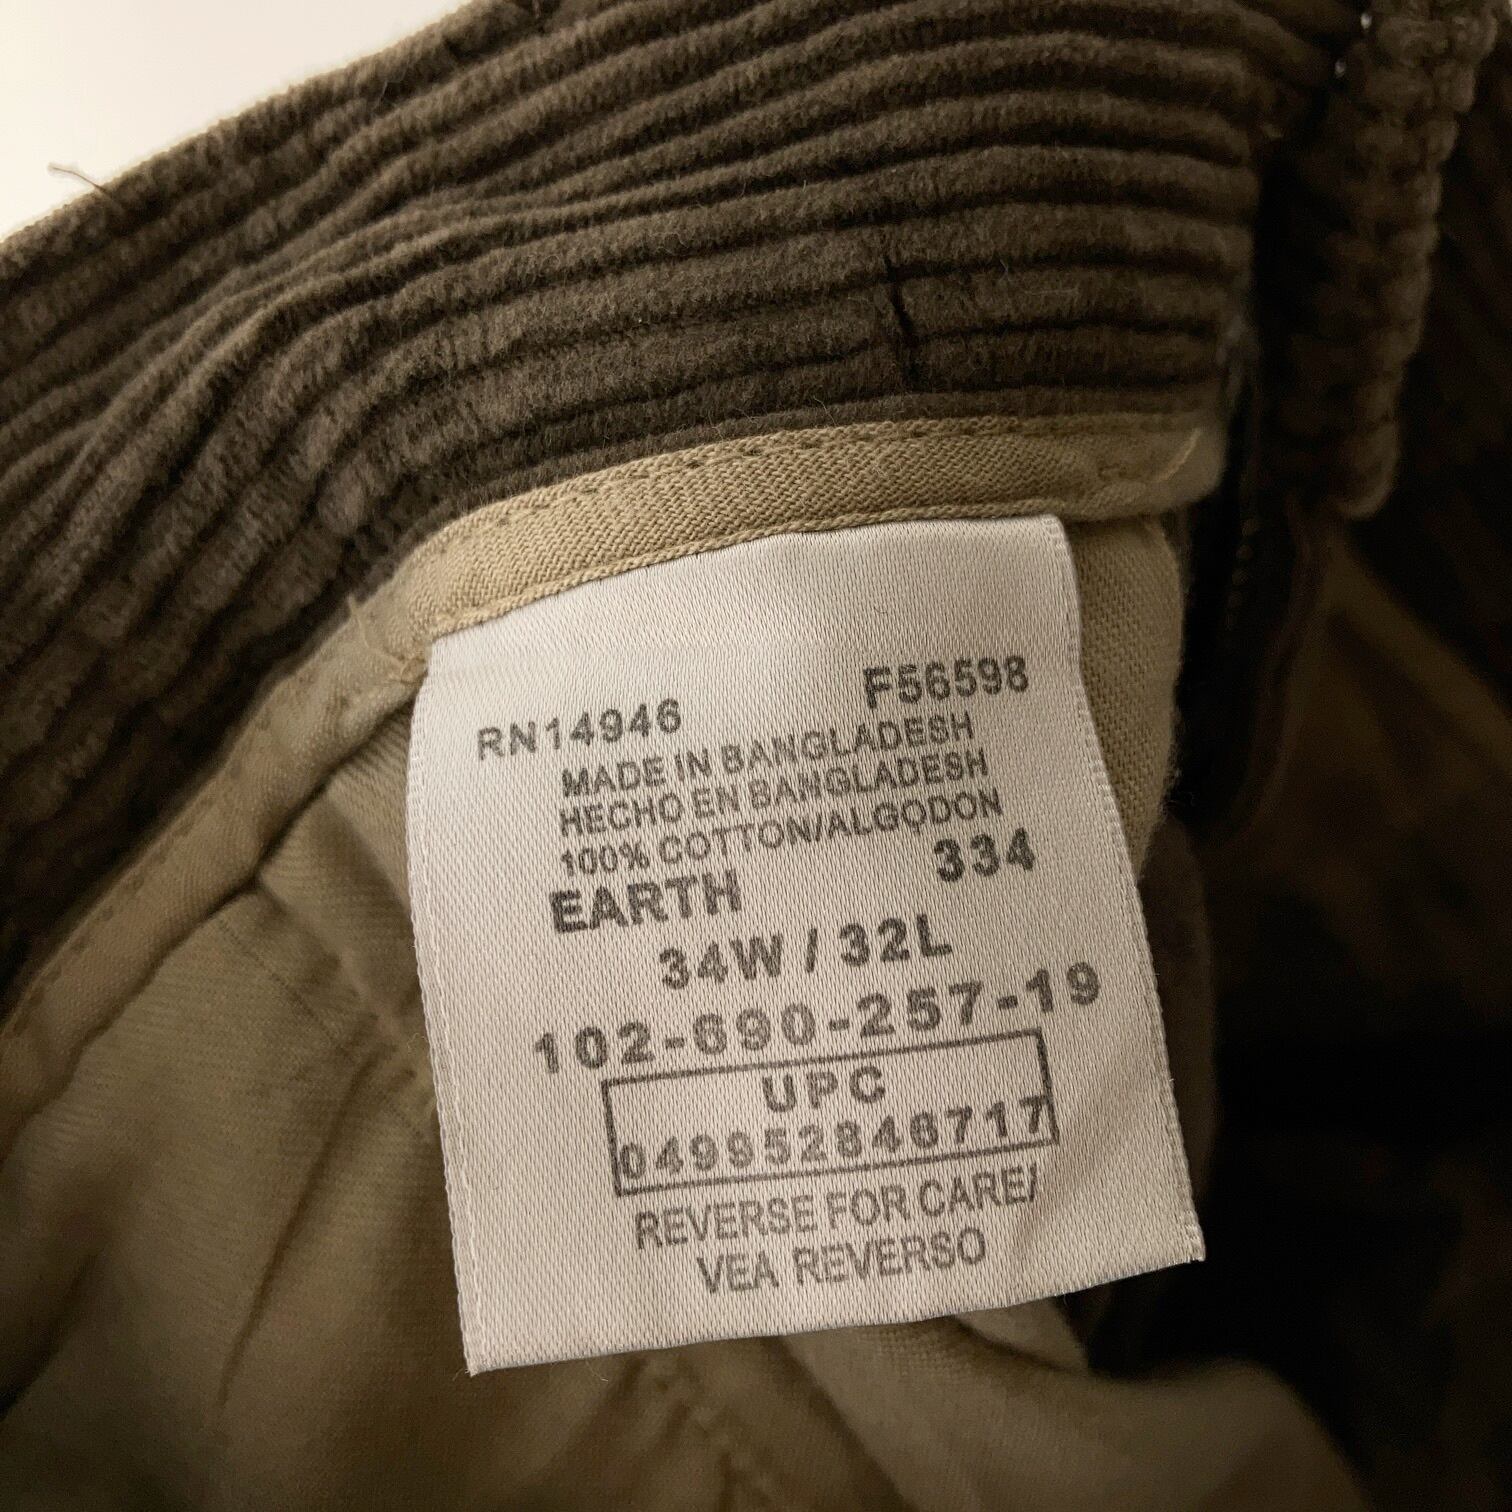 RN14946 F56598
MADE IN BANGLADESH
HECHO EN BANGLADESH
100% COTTON/ALGODON
EARTH 334
34W / 32L
102-690-257-19
UPC
049952846717
REVERSE FOR CARE/
VEA REVERSO